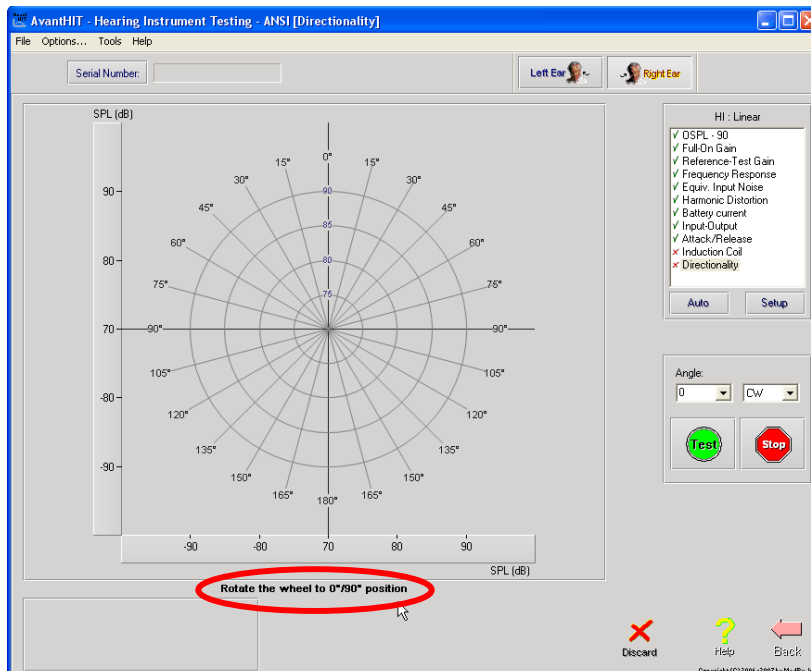 AvantHIT - Hearing Instrument Testing - ANSI [Directionality]
File Options... Tools Help
Serial Number:
Left Ear
Right Ear
SPL (dB)
HI : Linear
OSPL - 90
Full-On Gain
Reference-Test Gain
Frequency Response
Equiv. Input Noise
Harmonic Distortion
Battery current
Input-Output
Attack/Release
Induction Coil
Directionality
Auto
Setup
Angle:
0
CW
Test
Stop
0°
15° 15°
30° 30°
45° 45°
60° 60°
75° 75°
90° 90°
105° 105°
120° 120°
135° 135°
150° 150°
165° 165°
180°
90
85
80
75
90
80
70
-80
-90
-90 -80 70 80 90
SPL (dB)
Rotate the wheel to 0°/90° position
Discard
Help
Back